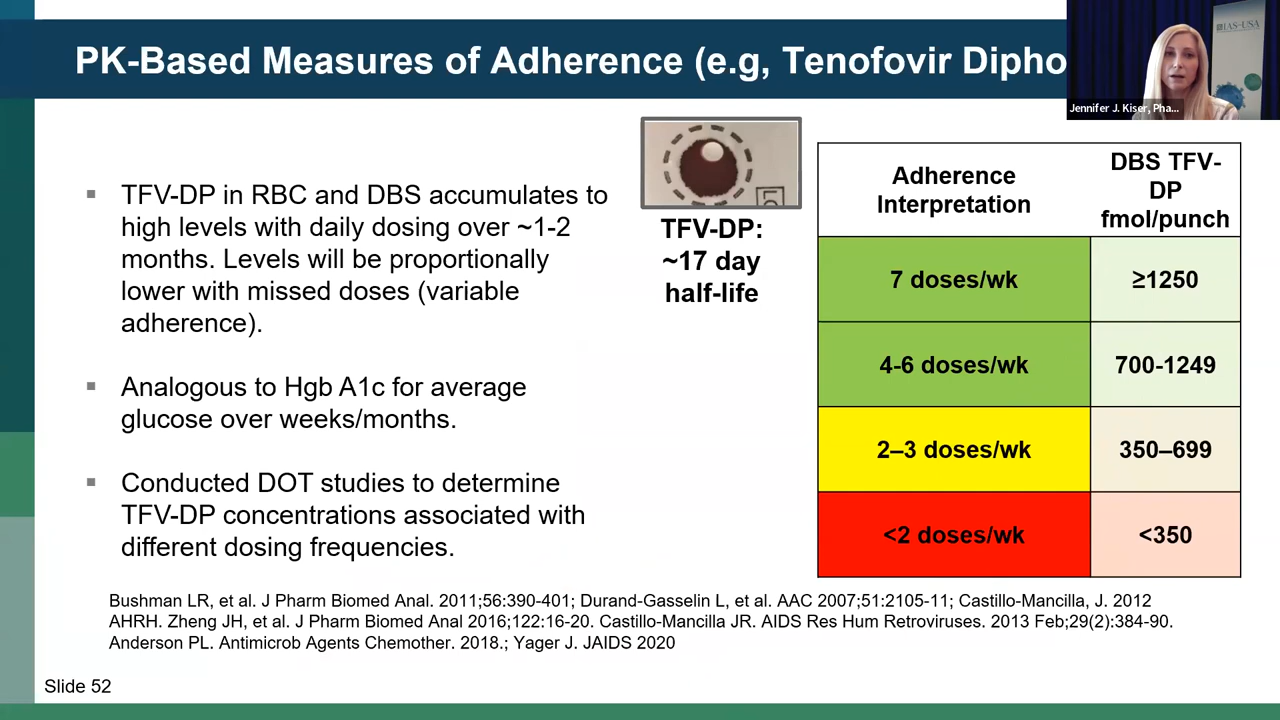 PK-Based Measures of Adherence (e.g, Tenofovir Dipho
IAS-USA
Jennifer J. Kiser, Pha...
▪ TFV-DP in RBC and DBS accumulates to
high levels with daily dosing over ~1-2
months. Levels will be proportionally
lower with missed doses (variable
adherence).
▪ Analogous to Hgb A1c for average
glucose over weeks/months.
▪ Conducted DOT studies to determine
TFV-DP concentrations associated with
different dosing frequencies.
TFV-DP:
~17 day
half-life
Adherence
Interpretation
DBS TFV-
DP
fmol/punch
7 doses/wk
≥1250
4-6 doses/wk
700-1249
2–3 doses/wk
350–699
<2 doses/wk
<350
Bushman LR, et al. J Pharm Biomed Anal. 2011;56:390-401; Durand-Gasselin L, et al. AAC 2007;51:2105-11; Castillo-Mancilla, J. 2012
AHRH. Zheng JH, et al. J Pharm Biomed Anal 2016;122:16-20. Castillo-Mancilla JR. AIDS Res Hum Retroviruses. 2013 Feb;29(2):384-90.
Anderson PL. Antimicrob Agents Chemother. 2018.; Yager J. JAIDS 2020
Slide 52